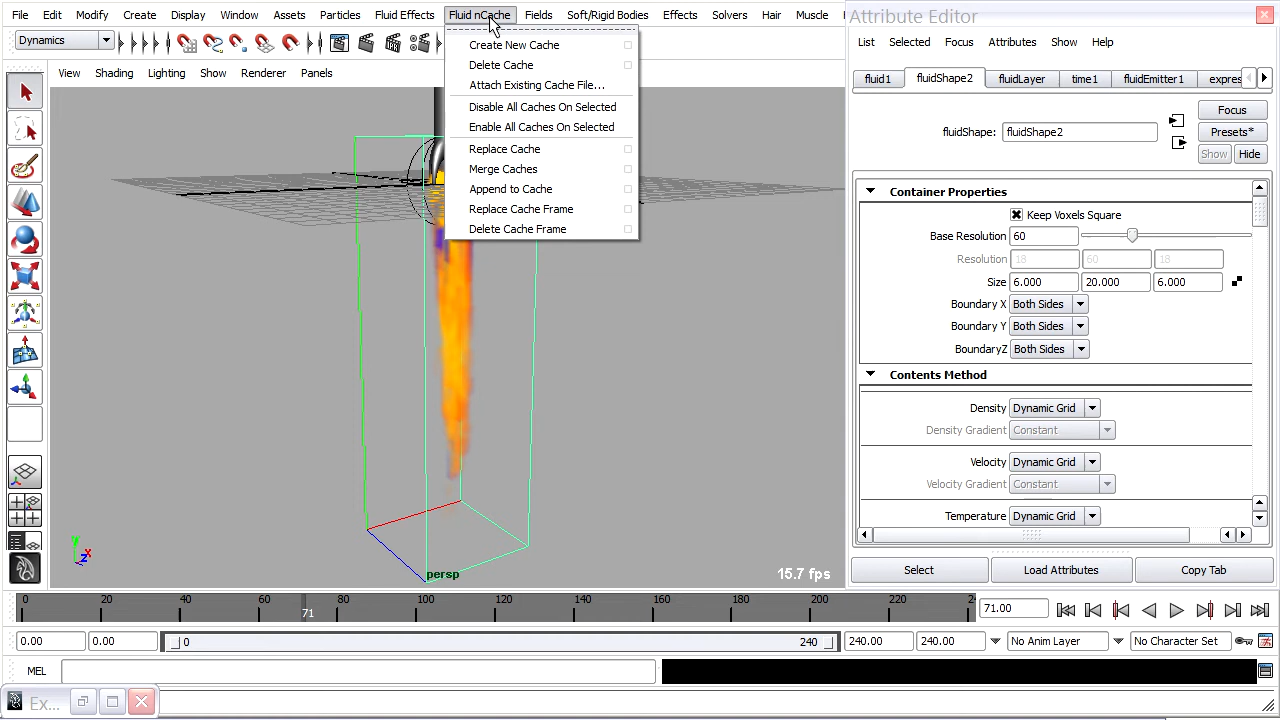 File Edit Modify Create Display Window Assets Particles Fluid Effects Fluid nCache Fields Soft/Rigid Bodies Effects Solvers Hair Muscle
Dynamics
View Shading Lighting Show Renderer Panels
Create New Cache
Delete Cache
Attach Existing Cache File...
Disable All Caches On Selected
Enable All Caches On Selected
Replace Cache
Merge Caches
Append to Cache
Replace Cache Frame
Delete Cache Frame
y
x
z
persp
15.7 fps
Attribute Editor
List Selected Focus Attributes Show Help
fluid1 fluidShape2 fluidLayer time1 fluidEmitter1 expres
Focus
fluidShape: fluidShape2 Presets*
Show Hide
Container Properties
Keep Voxels Square
Base Resolution 60
Resolution 18 60 18
Size 6.000 20.000 6.000
Boundary X Both Sides
Boundary Y Both Sides
BoundaryZ Both Sides
Contents Method
Density Dynamic Grid
Density Gradient Constant
Velocity Dynamic Grid
Velocity Gradient Constant
Temperature Dynamic Grid
Select Load Attributes Copy Tab
0 20 40 60 80 100 120 140 160 180 200 220 24
71 71.00
0.00 0.00 0 240 240.00 240.00 No Anim Layer No Character Set
MEL
Ex...